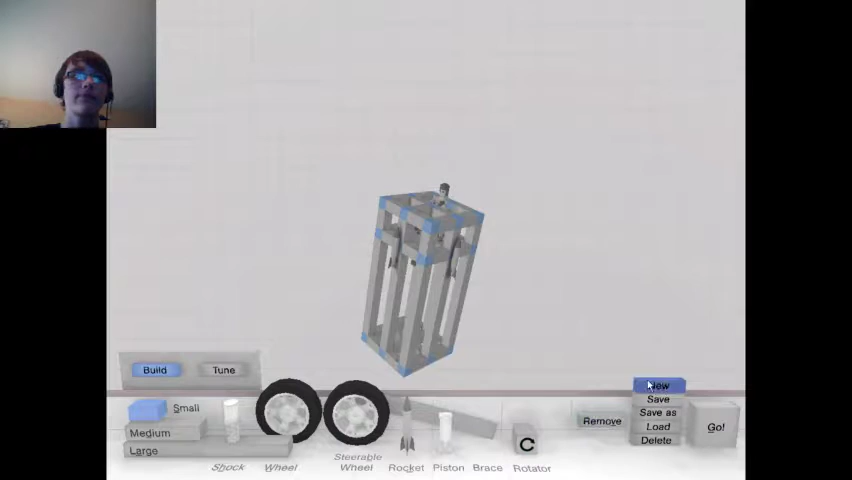 Build Tune
New
Small
Save
Medium
Save as
Remove
Go!
Load
Large
Delete
C
Shock Wheel Steerable Wheel Rocket Piston Brace Rotator